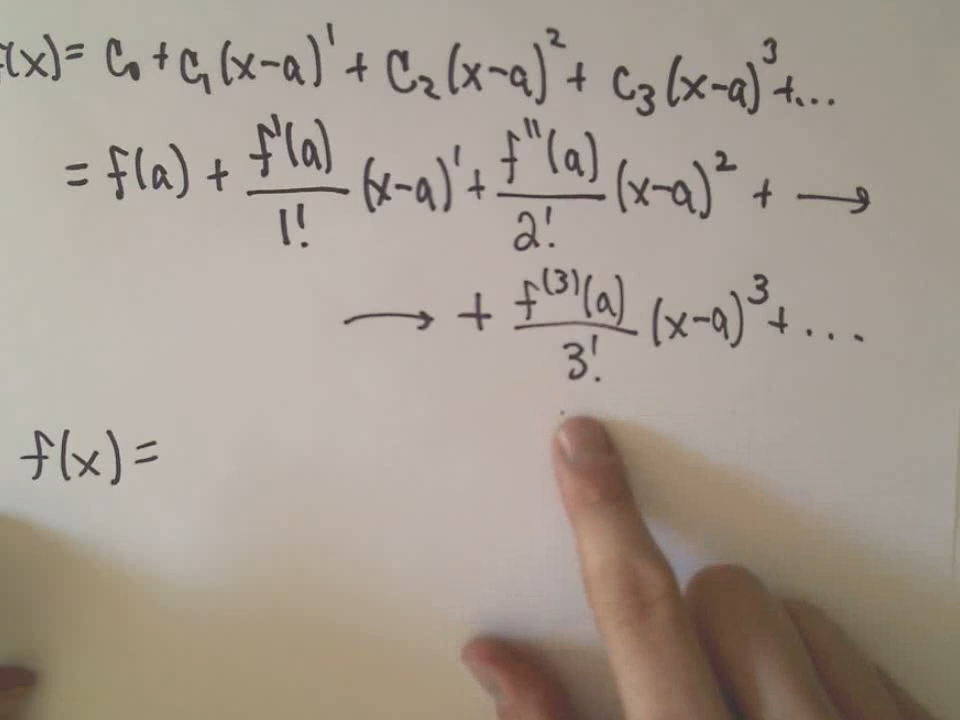 f(x) = c₀ + c₁(x-a)¹ + c₂(x-a)² + c₃(x-a)³ + ...
= f(a) + f'(a)/1! (x-a)¹ + f''(a)/2! (x-a)² + →
→ + f⁽³⁾(a)/3! (x-a)³ + ....
f(x) =